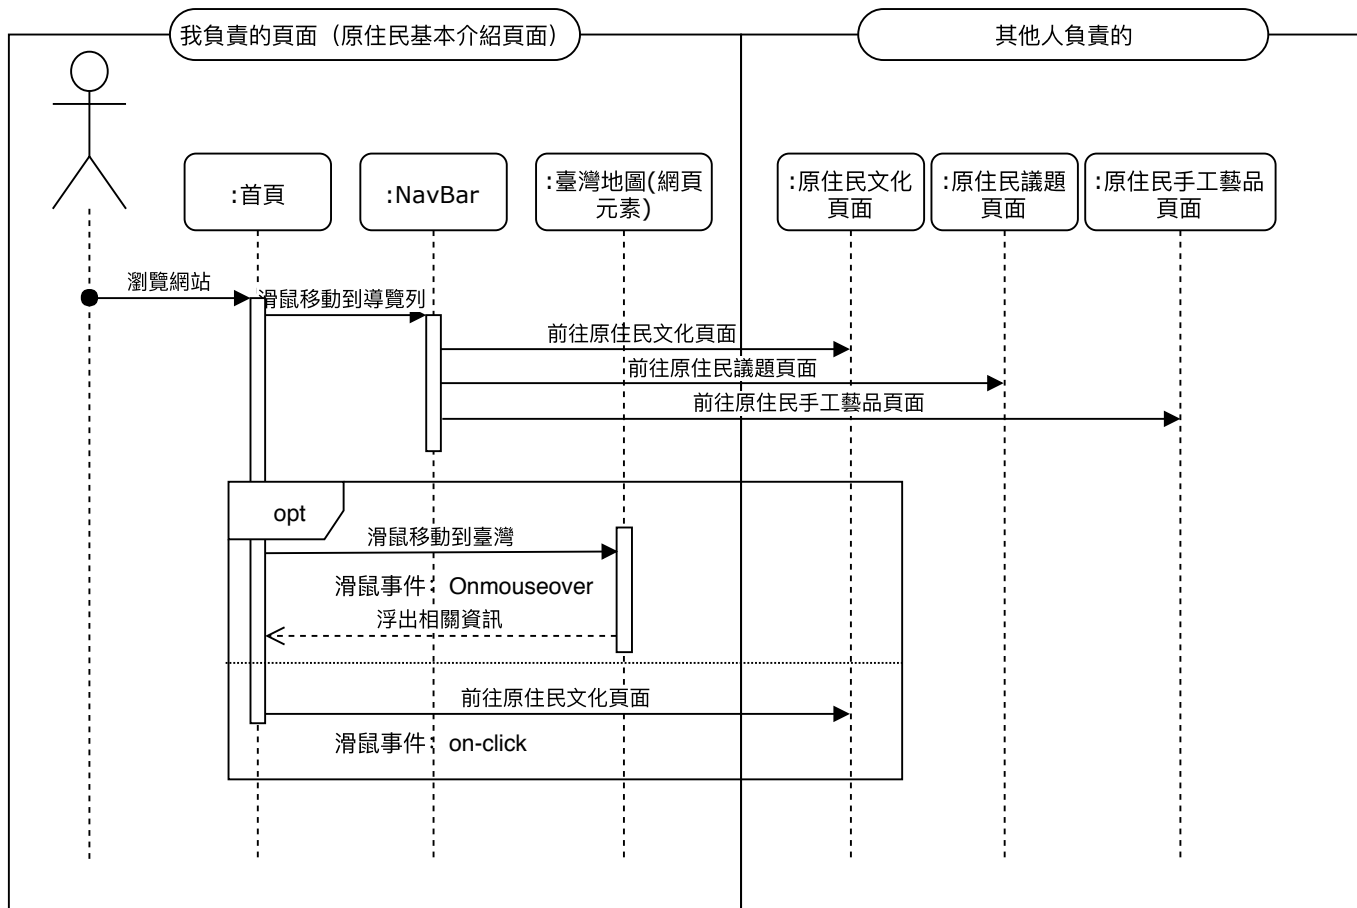 我負責的頁面（原住民基本介紹頁面）
其他人負責的
:首頁
:NavBar
:臺灣地圖(網頁
元素)
:原住民文化
頁面
:原住民議題
頁面
:原住民手工藝品
頁面
瀏覽網站
滑鼠移動到導覽列
前往原住民文化頁面
前往原住民議題頁面
前往原住民手工藝品頁面
opt
滑鼠移動到臺灣
滑鼠事件：Onmouseover
浮出相關資訊
前往原住民文化頁面
滑鼠事件：on-click